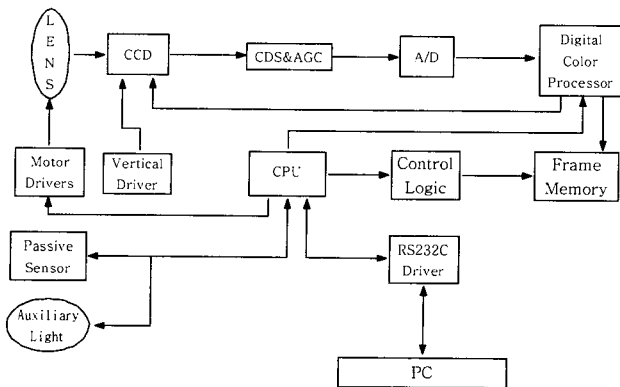 LENS
CCD
CDS&AGC
A/D
Digital
Color
Processor
Motor
Drivers
Vertical
Driver
CPU
Control
Logic
Frame
Memory
Passive
Sensor
RS232C
Driver
Auxiliary
Light
PC